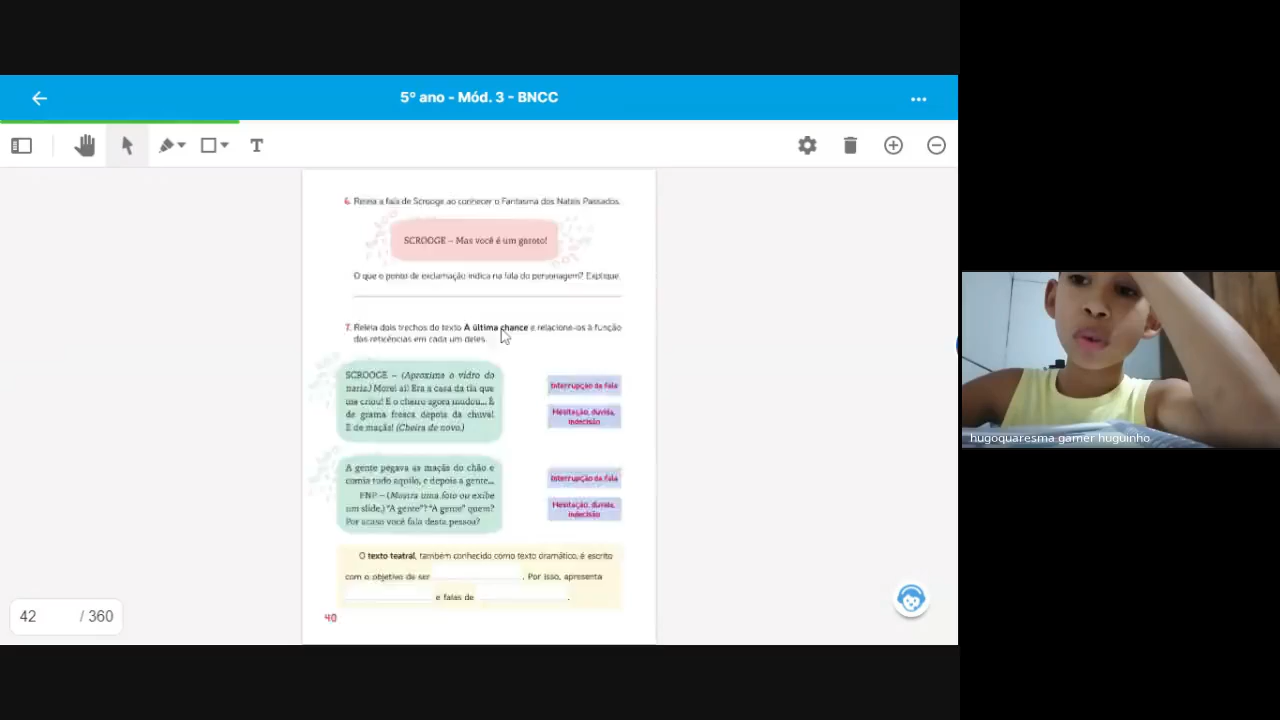 5º ano - Mód. 3 - BNCC
6. Releia a fala de Scrooge ao conhecer o Fantasma dos Natais Passados.
SCROOGE – Mas você é um garoto!
O que o ponto de exclamação indica na fala do personagem? Explique.
7. Releia dois trechos do texto A última chance e relacione-os à função
das reticências em cada um deles.
SCROOGE – (Aproxima o vidro do
nariz.) Morei aí! Era a casa da tia que
me criou! E o cheiro agora mudou... É
de grama fresca depois da chuva!
E de maçãs! (Cheira de novo.)
Interrupção da fala
Hesitação, dúvida,
indecisão
A gente pegava as maçãs do chão e
comia tudo aquilo, e depois a gente...
FNP – (Mostra uma foto ou exibe
um slide.) "A gente"? "A gente" quem?
Por acaso você fala desta pessoa?
Interrupção da fala
Hesitação, dúvida,
indecisão
O texto teatral, também conhecido como texto dramático, é escrito
com o objetivo de ser . Por isso, apresenta
e falas de .
40
42 / 360
T
hugoquaresma gamer huguinho